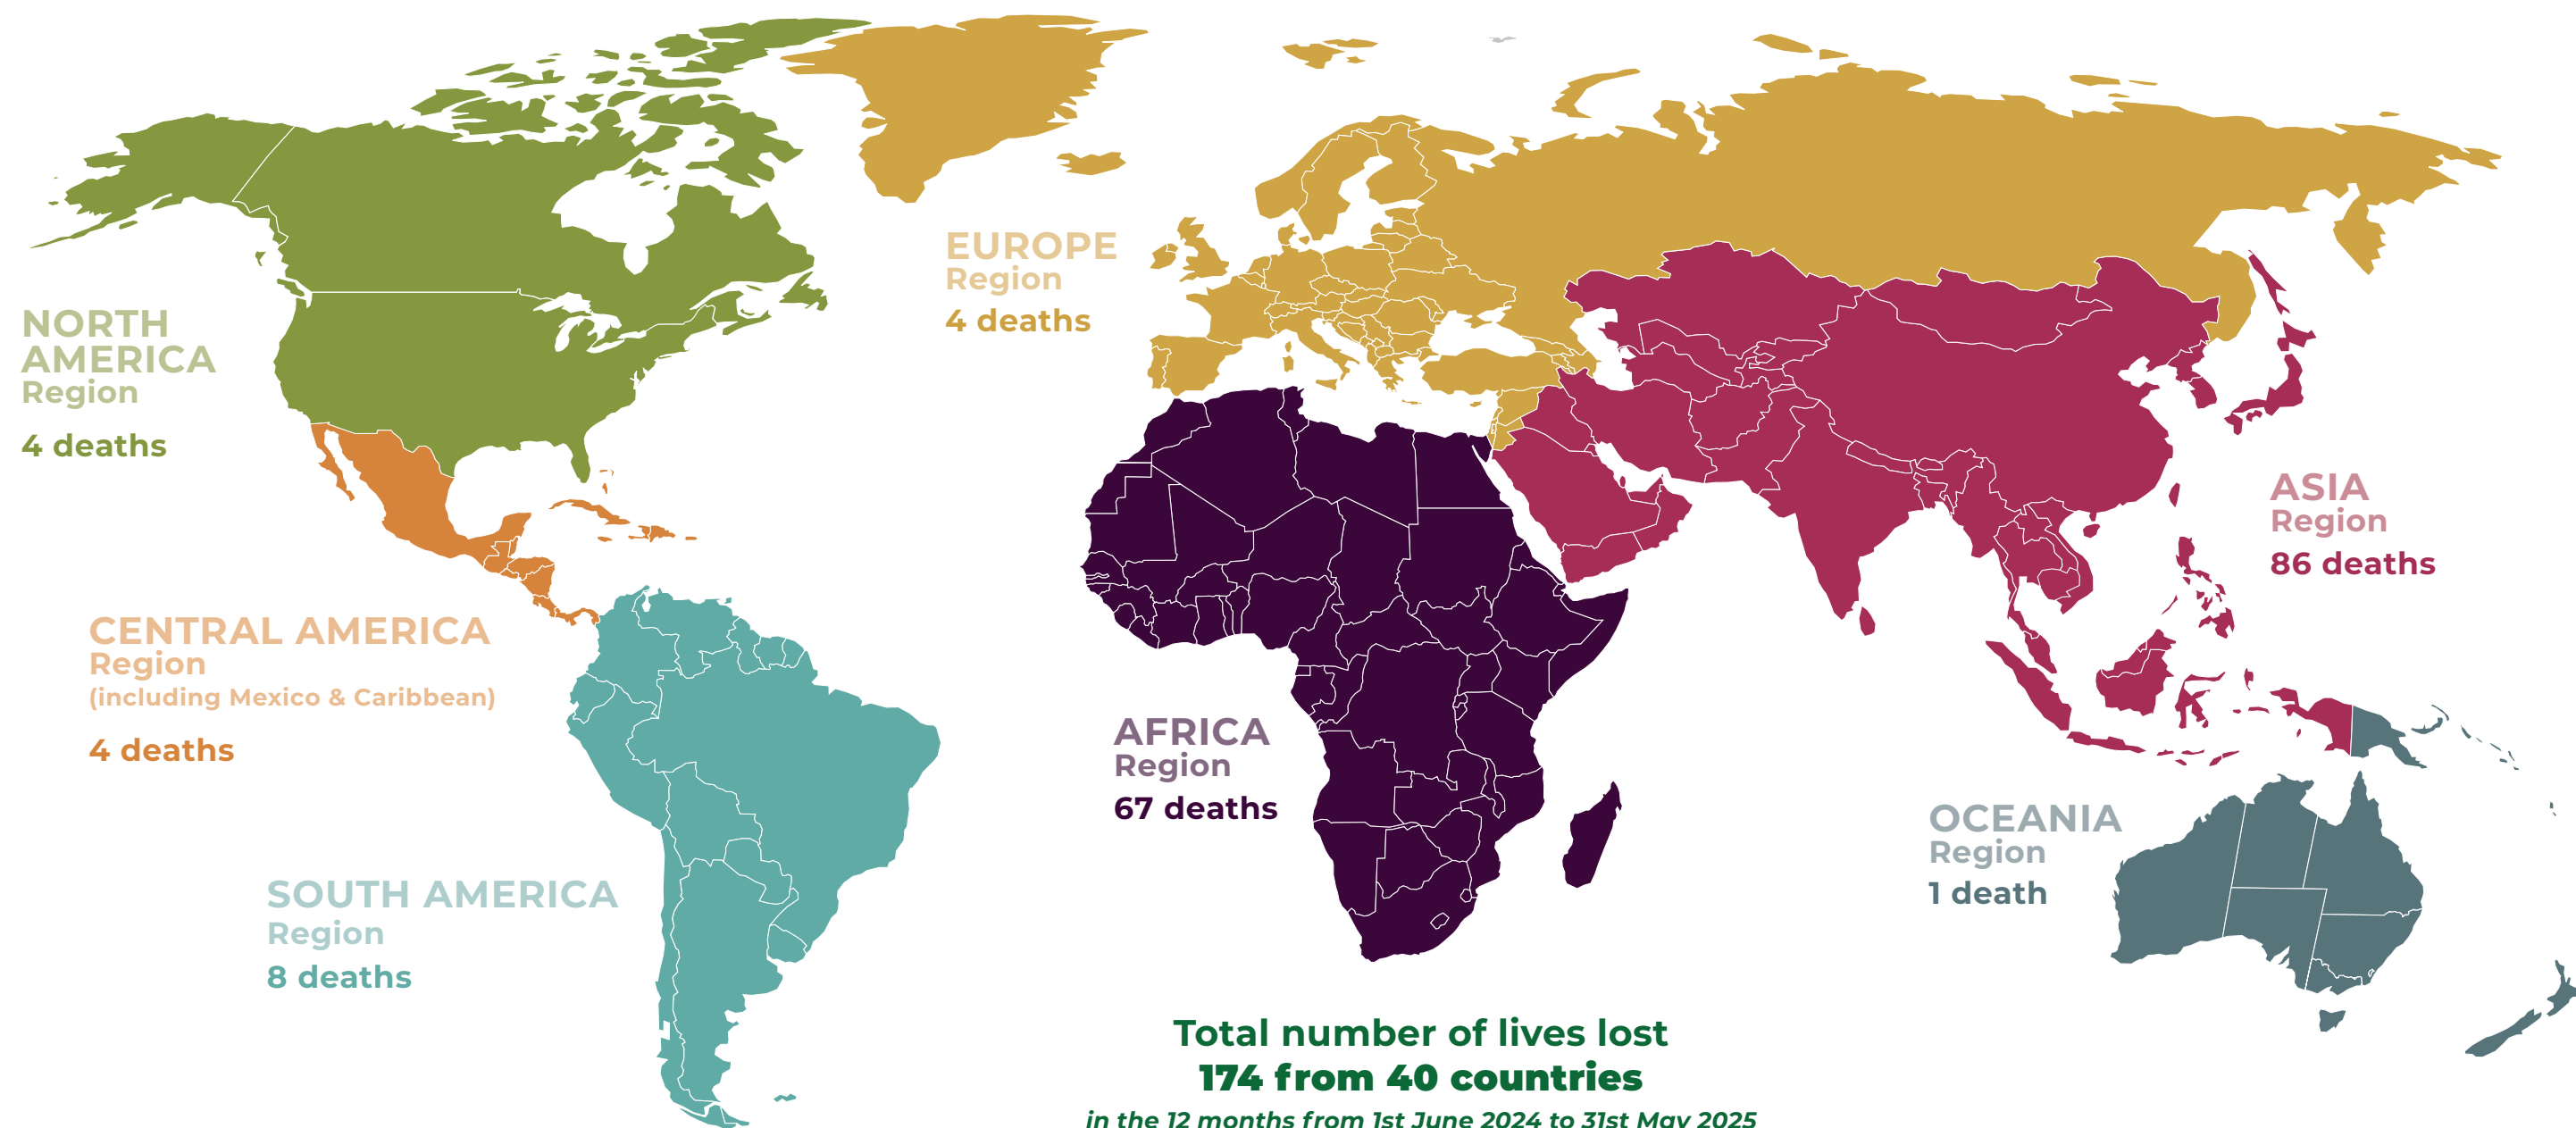 NORTH
AMERICA
Region
4 deaths
EUROPE
Region
4 deaths
ASIA
Region
86 deaths
CENTRAL AMERICA
Region
(including Mexico & Caribbean)
4 deaths
AFRICA
Region
67 deaths
OCEANIA
Region
1 death
SOUTH AMERICA
Region
8 deaths
Total number of lives lost
174 from 40 countries
in the 12 months from 1st June 2024 to 31st May 2025